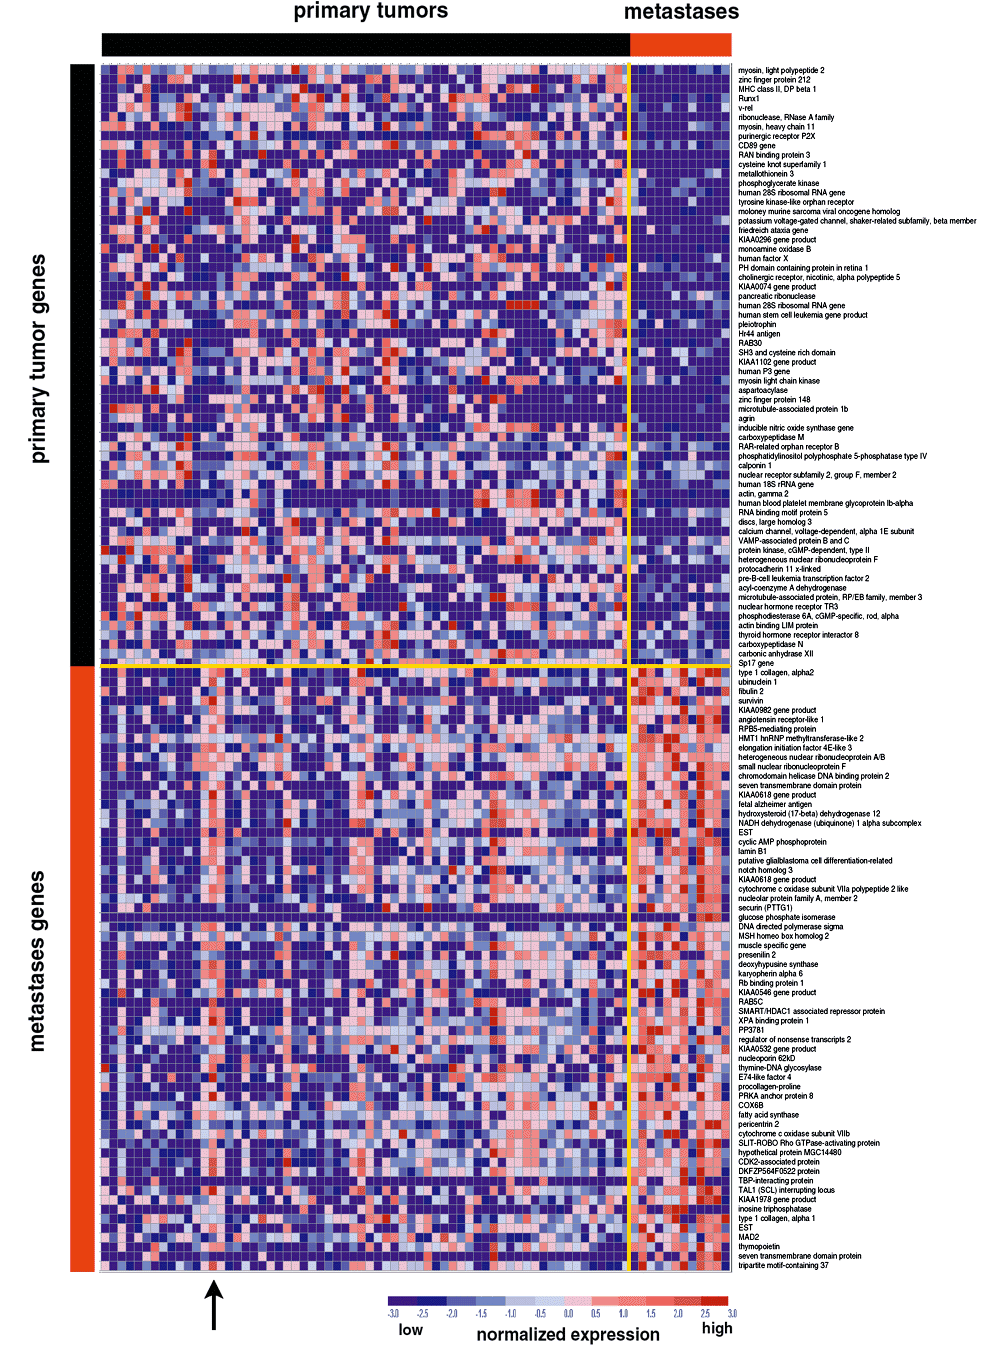 primary tumors
metastases
primary tumor genes
metastases genes
myosin, light polypeptide 2
zinc finger protein 212
MHC class II, DP beta 1
Runx1
v-rel
ribonuclease, RNase A family
myosin, heavy chain 11
purinergic receptor P2X
CD89 gene
RAN binding protein 3
cysteine knot superfamily 1
metallothionein 3
phosphoglycerate kinase
human 28S ribosomal RNA gene
tyrosine kinase-like orphan receptor
moloney murine sarcoma viral oncogene homolog
potassium voltage-gated channel, shaker-related subfamily, beta member
friedreich ataxia gene
KIAA0296 gene product
monoamine oxidase B
human factor X
PH domain containing protein in retina 1
cholinergic receptor, nicotinic, alpha polypeptide 5
KIAA0074 gene product
pancreatic ribonuclease
human 28S ribosomal RNA gene
human stem cell leukemia gene product
pleiotrophin
Hr44 antigen
RAB30
SH3 and cysteine rich domain
KIAA1102 gene product
human P3 gene
myosin light chain kinase
aspartoacylase
zinc finger protein 148
microtubule-associated protein 1b
agrin
inducible nitric oxide synthase gene
carboxypeptidase M
RAR-related orphan receptor B
phosphatidylinositol polyphosphate 5-phosphatase type IV
calponin 1
nuclear receptor subfamily 2, group F, member 2
human 18S rRNA gene
actin, gamma 2
human blood platelet membrane glycoprotein Ib-alpha
RNA binding motif protein 5
discs, large homolog 3
calcium channel, voltage-dependent, alpha 1E subunit
VAMP-associated protein B and C
protein kinase, cGMP-dependent, type II
heterogeneous nuclear ribonucleoprotein F
protocadherin 11 x-linked
pre-B-cell leukemia transcription factor 2
acyl-coenzyme A dehydrogenase
microtubule-associated protein, RP/EB family, member 3
nuclear hormone receptor TR3
phosphodiesterase 6A, cGMP-specific, rod, alpha
actin binding LIM protein
thyroid hormone receptor interactor 8
carboxypeptidase N
carbonic anhydrase XII
Sp17 gene
type 1 collagen, alpha2
ubinuclein 1
fibulin 2
survivin
KIAA0982 gene product
angiotensin receptor-like 1
RPB5-mediating protein
HMT1 hnRNP methyltransferase-like 2
elongation initiation factor 4E-like 3
heterogeneous nuclear ribonucleoprotein A/B
small nuclear ribonucleoprotein F
chromodomain helicase DNA binding protein 2
seven transmembrane domain protein
KIAA0618 gene product
fetal alzheimer antigen
hydroxysteroid (17-beta) dehydrogenase 12
NADH dehydrogenase (ubiquinone) 1 alpha subcomplex
EST
cyclic AMP phosphoprotein
lamin B1
putative glialblastoma cell differentiation-related
notch homolog 3
KIAA0618 gene product
cytochrome c oxidase subunit VIIa polypeptide 2 like
nucleolar protein family A, member 2
securin (PTTG1)
glucose phosphate isomerase
DNA directed polymerase sigma
MSH homeo box homolog 2
muscle specific gene
presenilin 2
deoxyhypusine synthase
karyopherin alpha 6
Rb binding protein 1
KIAA0546 gene product
RAB5C
SMART/HDAC1 associated repressor protein
XPA binding protein 1
PP3781
regulator of nonsense transcripts 2
KIAA0532 gene product
nucleoporin 62kD
thymine-DNA glycosylase
E74-like factor 4
procollagen-proline
PRKA anchor protein 8
COX6B
fatty acid synthase
pericentrin 2
cytochrome c oxidase subunit VIIb
SLIT-ROBO Rho GTPase-activating protein
hypothetical protein MGC14480
CDK2-associated protein
DKFZP564F0522 protein
TBP-interacting protein
TAL1 (SCL) interrupting locus
KIAA1978 gene product
inosine triphosphatase
type 1 collagen, alpha 1
EST
MAD2
thymopoietin
seven transmembrane domain protein
tripartite motif-containing 37
-3.0 -2.5 -2.0 -1.5 -1.0 -0.5 0.0 0.5 1.0 1.5 2.0 2.5 3.0
low normalized expression high